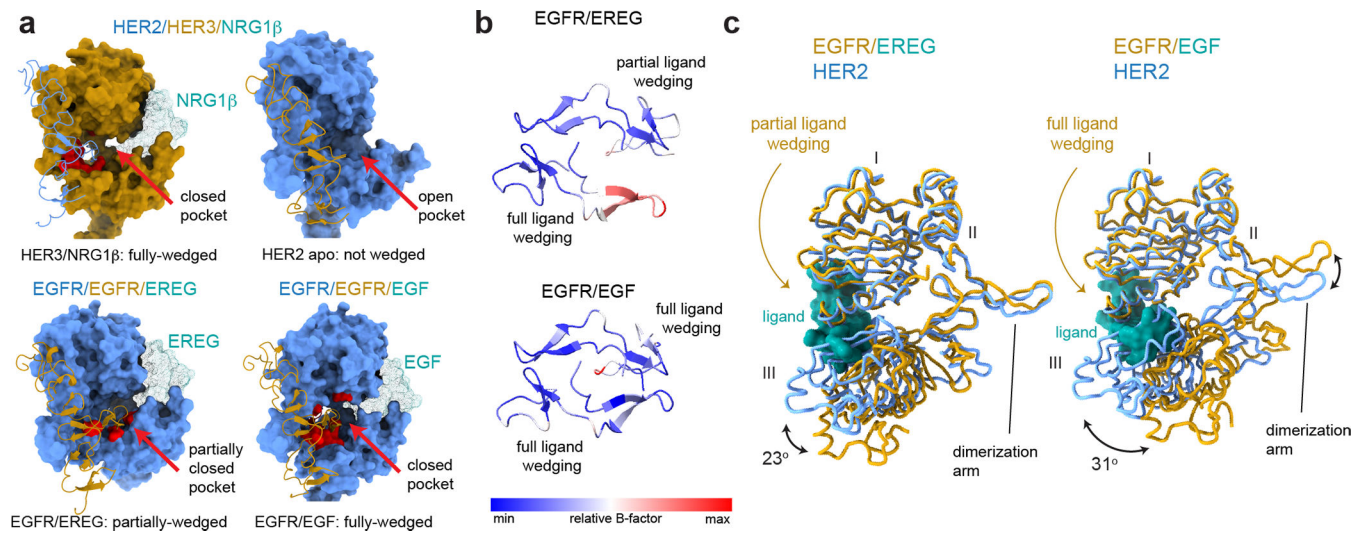 a
HER2/HER3/NRG1β
NRG1β
closed
pocket
open
pocket
HER3/NRG1β: fully-wedged
HER2 apo: not wedged
EGFR/EGFR/EREG
EGFR/EGFR/EGF
EREG
EGF
partially
closed
pocket
closed
pocket
EGFR/EREG: partially-wedged
EGFR/EGF: fully-wedged
b
EGFR/EREG
partial ligand
wedging
full ligand
wedging
EGFR/EGF
full ligand
wedging
full ligand
wedging
min
relative B-factor
max
c
EGFR/EREG
HER2
partial ligand
wedging
I
II
ligand
III
23°
dimerization
arm
EGFR/EGF
HER2
full ligand
wedging
I
II
ligand
III
31°
dimerization
arm